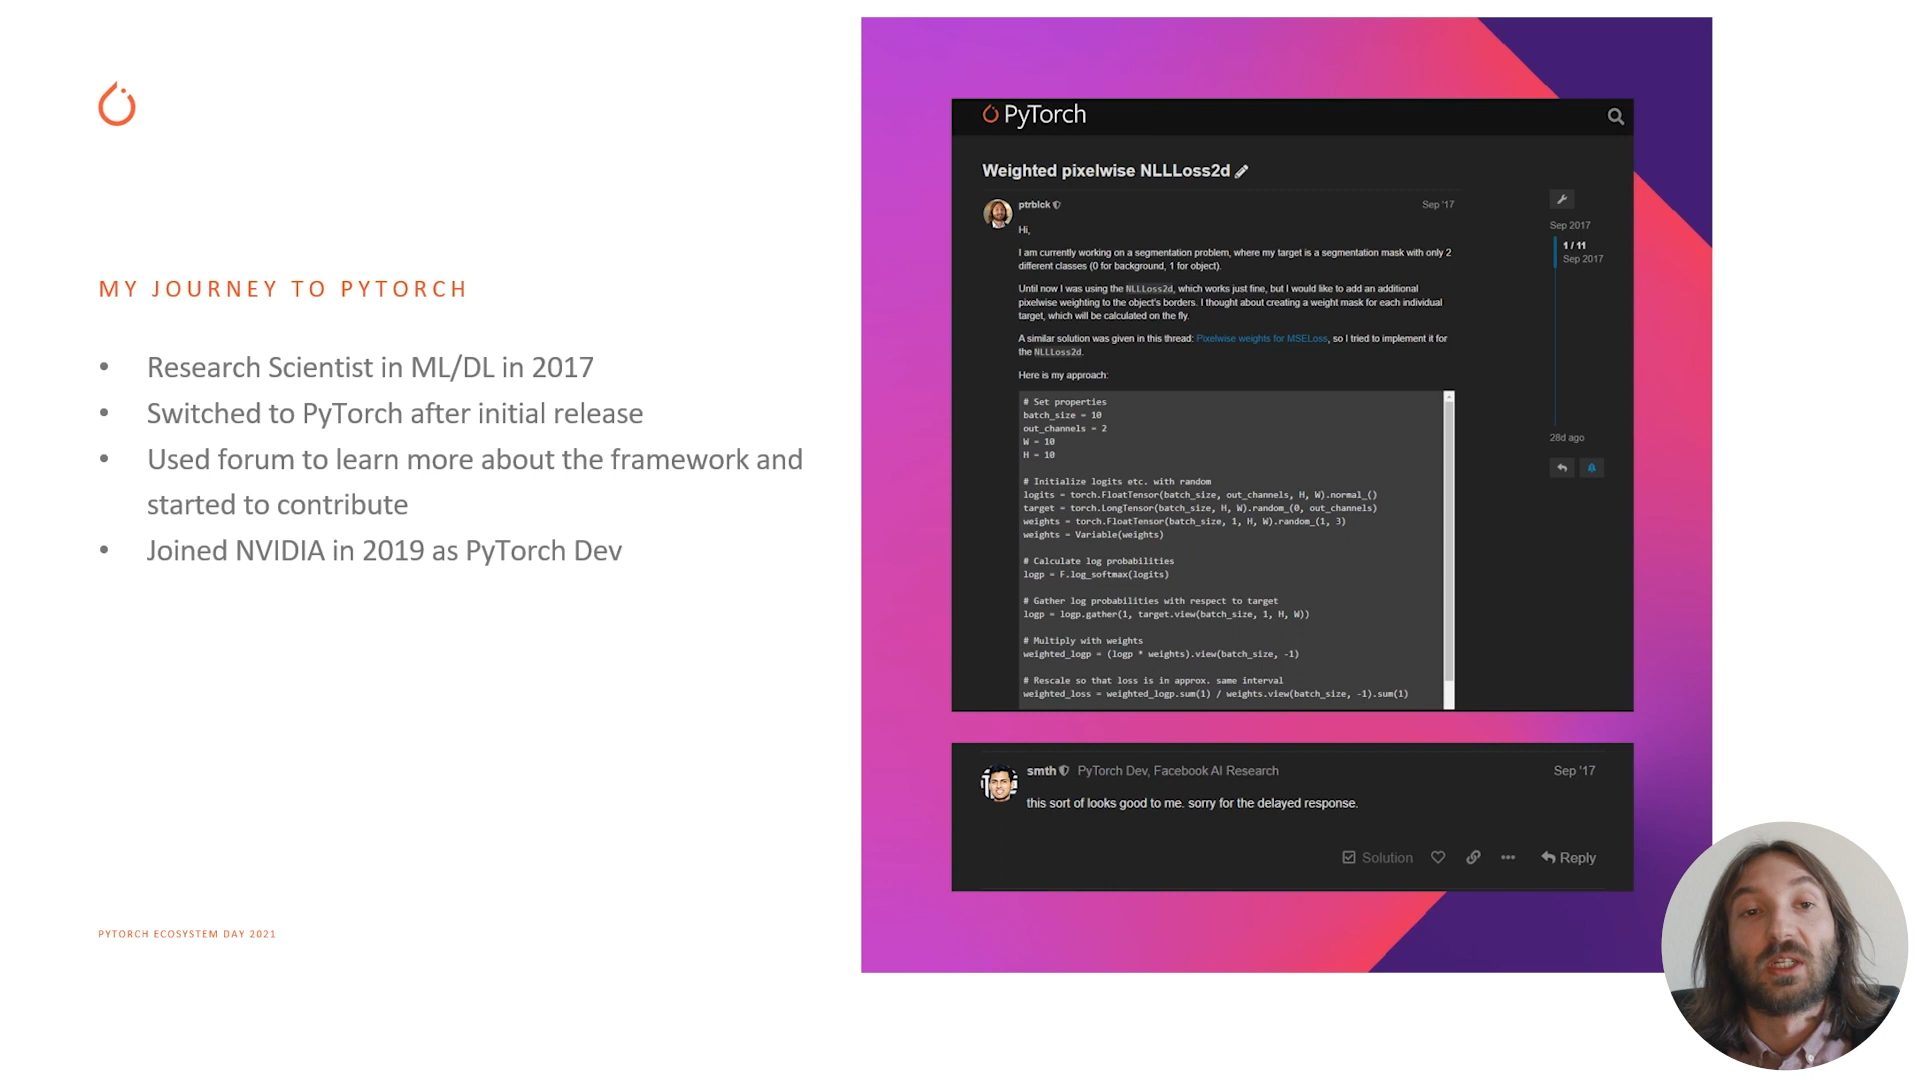 MY JOURNEY TO PYTORCH
• Research Scientist in ML/DL in 2017
• Switched to PyTorch after initial release
• Used forum to learn more about the framework and
started to contribute
• Joined NVIDIA in 2019 as PyTorch Dev
PYTORCH ECOSYSTEM DAY 2021
PyTorch
Weighted pixelwise NLLLoss2d
ptrblck
Sep '17
Hi,
I am currently working on a segmentation problem, where my target is a segmentation mask with only 2
different classes (0 for background, 1 for object).
Until now I was using the NLLLoss2d, which works just fine, but I would like to add an additional
pixelwise weighting to the object's borders. I thought about creating a weight mask for each individual
target, which will be calculated on the fly.
A similar solution was given in this thread: Pixelwise weights for MSELoss, so I tried to implement it for
the NLLLoss2d.
Here is my approach:
# Set properties
batch_size = 10
out_channels = 2
W = 10
H = 10
# Initialize logits etc. with random
logits = torch.FloatTensor(batch_size, out_channels, H, W).normal_()
target = torch.LongTensor(batch_size, H, W).random_(0, out_channels)
weights = torch.FloatTensor(batch_size, 1, H, W).random_(1, 3)
weights = Variable(weights)
# Calculate log probabilities
logp = F.log_softmax(logits)
# Gather log probabilities with respect to target
logp = logp.gather(1, target.view(batch_size, 1, H, W))
# Multiply with weights
weighted_logp = (logp * weights).view(batch_size, -1)
# Rescale so that loss is in approx. same interval
weighted_loss = weighted_logp.sum(1) / weights.view(batch_size, -1).sum(1)
Sep 2017
1 / 11
Sep 2017
28d ago
smth PyTorch Dev, Facebook AI Research
Sep '17
this sort of looks good to me. sorry for the delayed response.
Solution
Reply